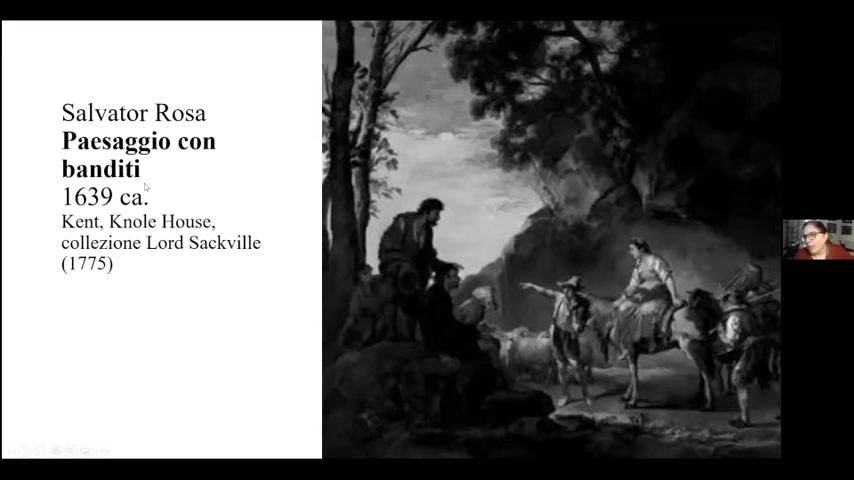 Salvator Rosa
Paesaggio con
banditi
1639 ca.
Kent, Knole House,
collezione Lord Sackville
(1775)